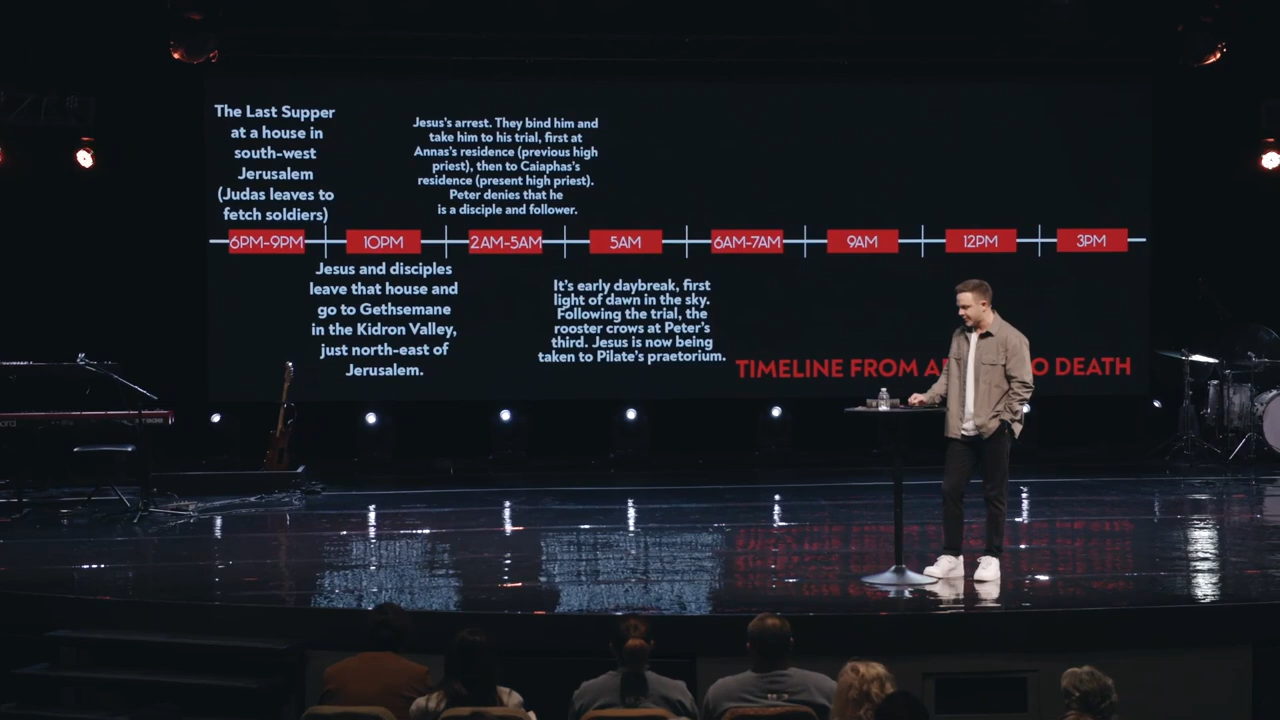 The Last Supper
at a house in
south-west
Jerusalem
(Judas leaves to
fetch soldiers)
Jesus's arrest. They bind him and
take him to his trial, first at
Annas's residence (previous high
priest), then to Caiaphas's
residence (present high priest).
Peter denies that he
is a disciple and follower.
6PM-9PM
10PM
2AM-5AM
5AM
6AM-7AM
9AM
12PM
3PM
Jesus and disciples
leave that house and
go to Gethsemane
in the Kidron Valley,
just north-east of
Jerusalem.
It's early daybreak, first
light of dawn in the sky.
Following the trial, the
rooster crows at Peter's
third. Jesus is now being
taken to Pilate's praetorium.
TIMELINE FROM DEATH